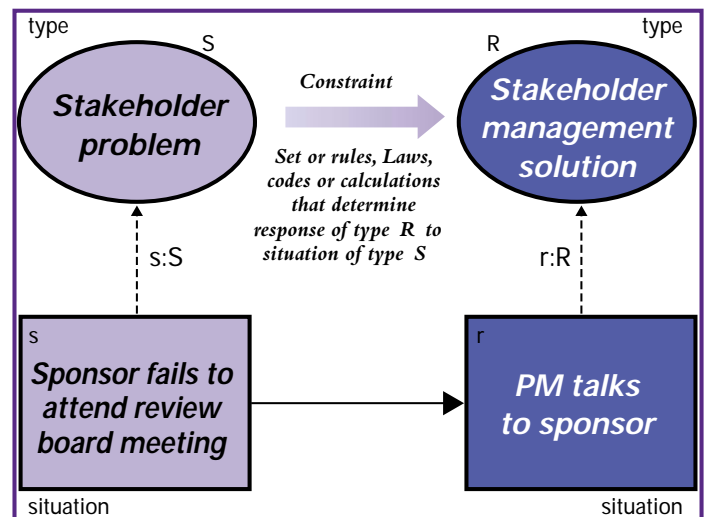 type
type
S
R
Constraint
Stakeholder
problem
Stakeholder
management
solution
Set or rules, Laws,
codes or calculations
that determine
response of type R to
situation of type S
s:S
r:R
s
Sponsor fails to
attend review
board meeting
r
PM talks
to sponsor
situation
situation